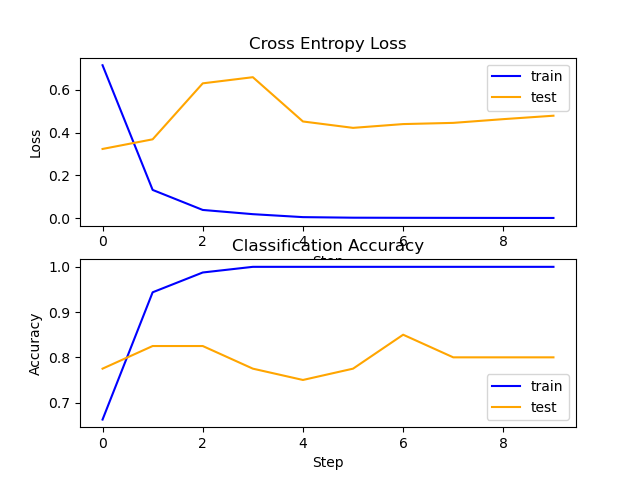 Cross Entropy Loss
Loss
0.6
0.4
0.2
0.0
train
test
0 2 4 6 8
Step
Classification Accuracy
Accuracy
1.0
0.9
0.8
0.7
train
test
0 2 4 6 8
Step